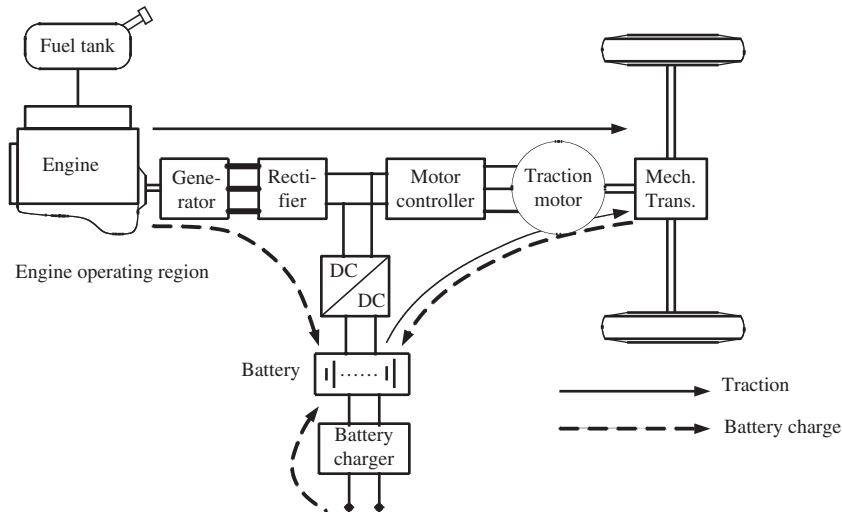 Fuel tank
Engine
Gene-
rator
Recti-
fier
Motor
controller
Traction
motor
Mech.
Trans.
Engine operating region
DC
DC
Battery
Battery
charger
Traction
Battery charge